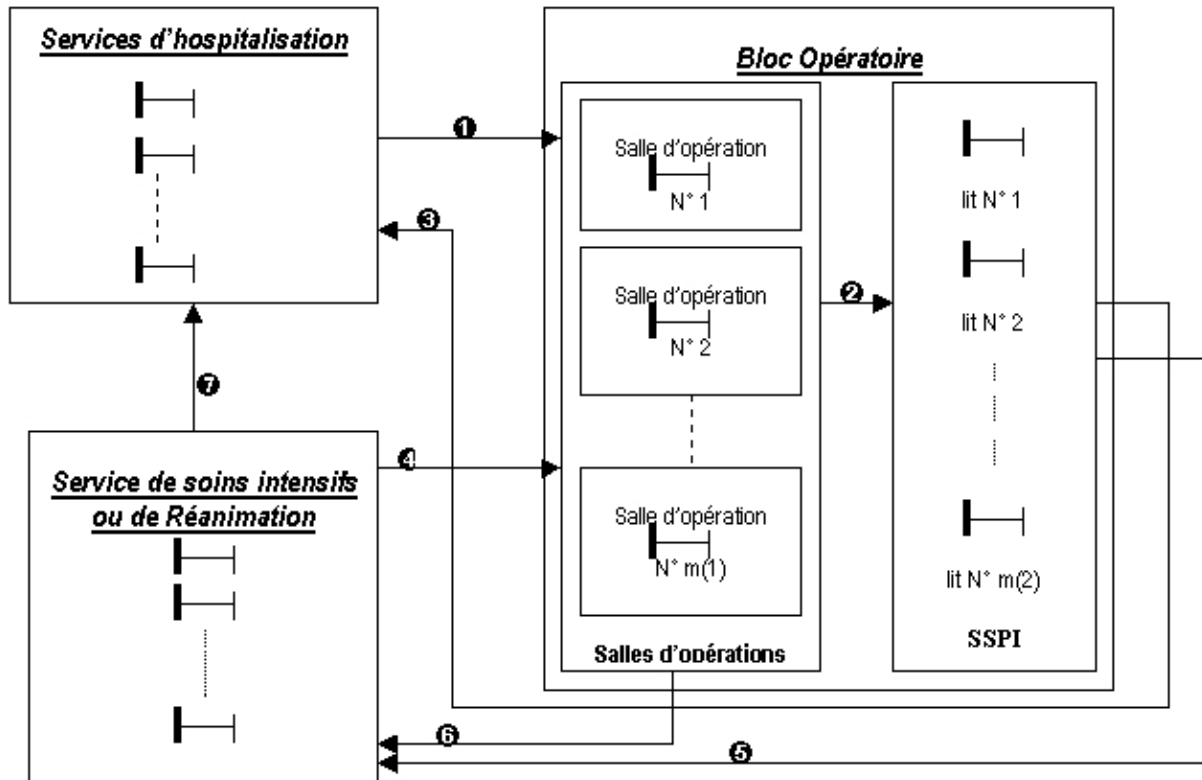 Services d'hospitalisation
Bloc Opératoire
❶
Salle d'opération
N° 1
lit N° 1
❸
Salle d'opération
N° 2
❷
lit N° 2
❼
Service de soins intensifs
ou de Réanimation
❹
Salle d'opération
N° m(1)
lit N° m(2)
Salles d'opérations
SSPI
❻
❺